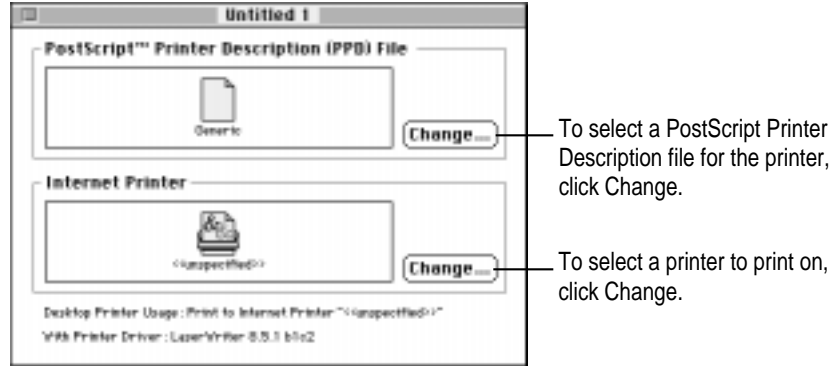 Untitled 1
PostScript™ Printer Description (PPD) File
Generic
Change...
To select a PostScript Printer
Description file for the printer,
click Change.
Internet Printer
<<unspecified>>
Change...
To select a printer to print on,
click Change.
Desktop Printer Usage : Print to Internet Printer "<<unspecified>>"
With Printer Driver : LaserWriter 8.5.1 b1c2